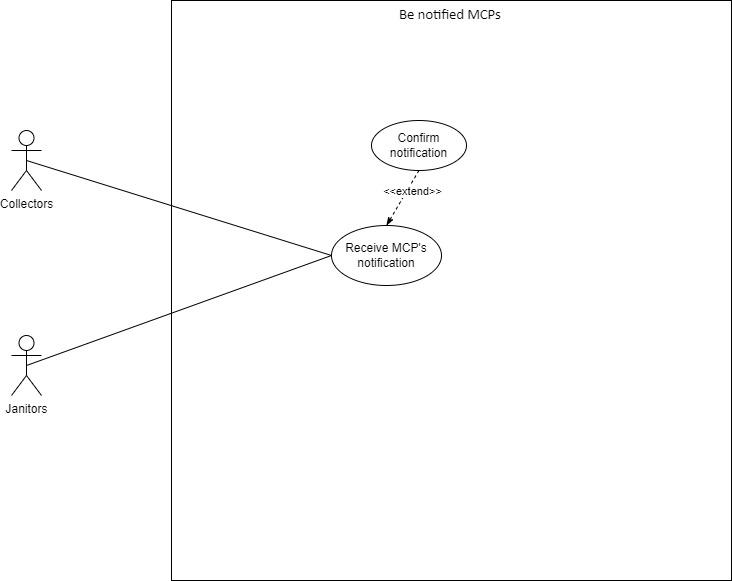 Be notified MCPs
Confirm
notification
<<extend>>
Collectors
Receive MCP's
notification
Janitors